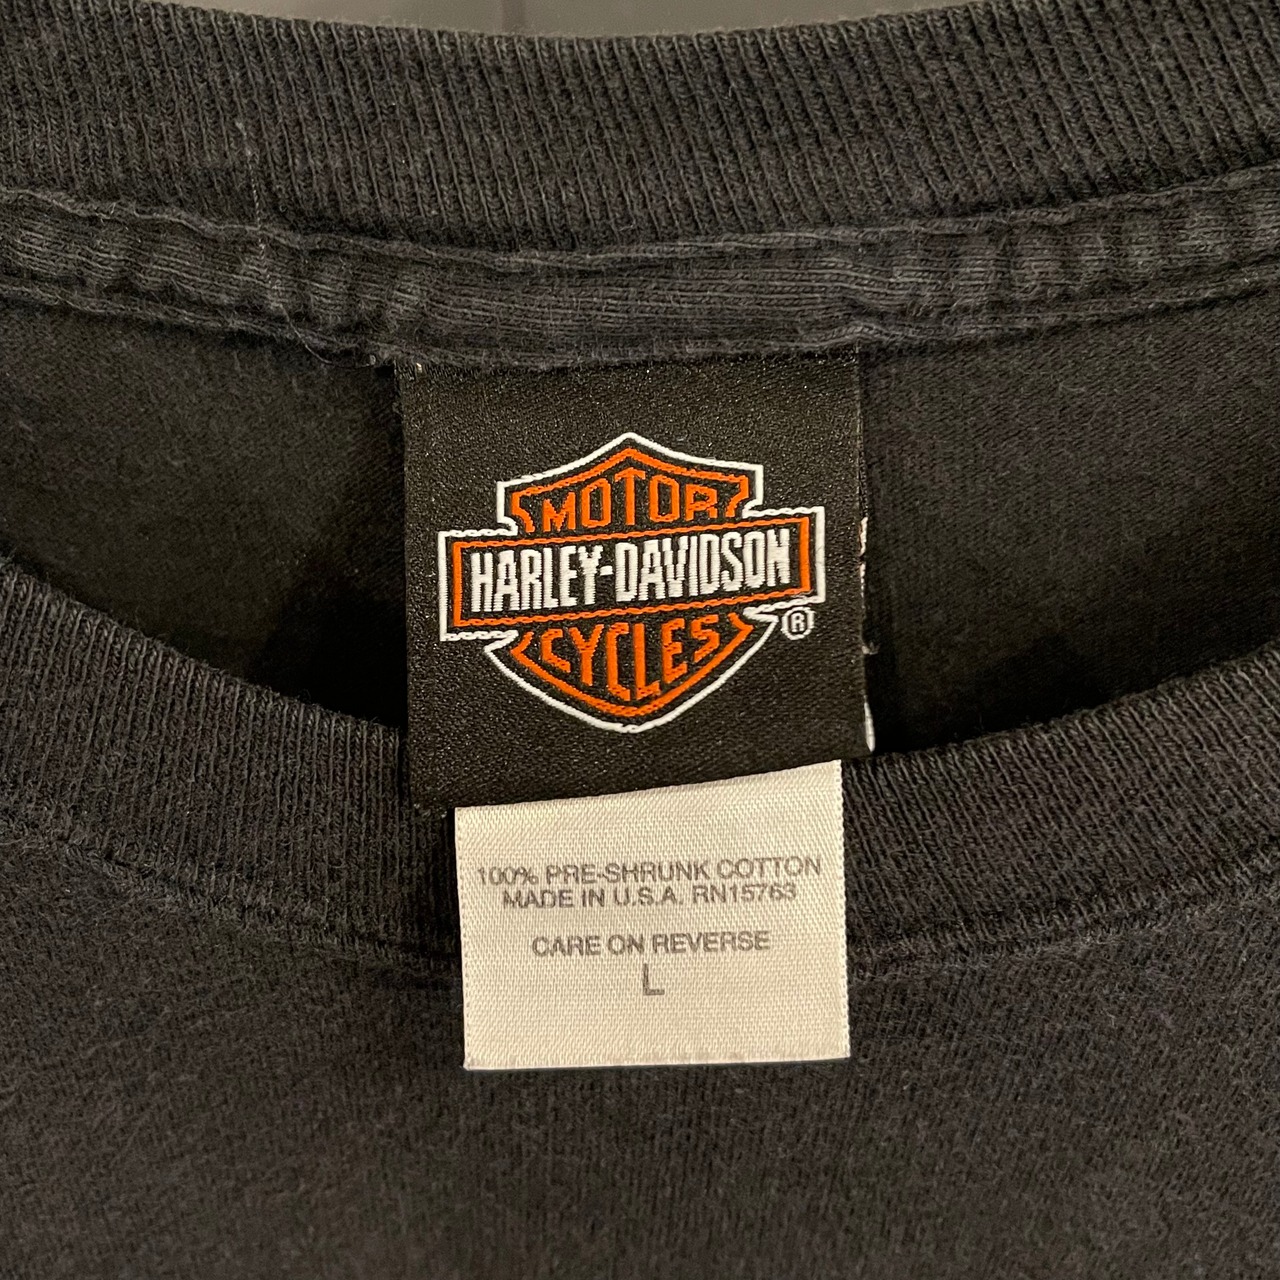 MOTOR
HARLEY-DAVIDSON
CYCLES
®
100% PRE-SHRUNK COTTON
MADE IN U.S.A. RN15763
CARE ON REVERSE
L